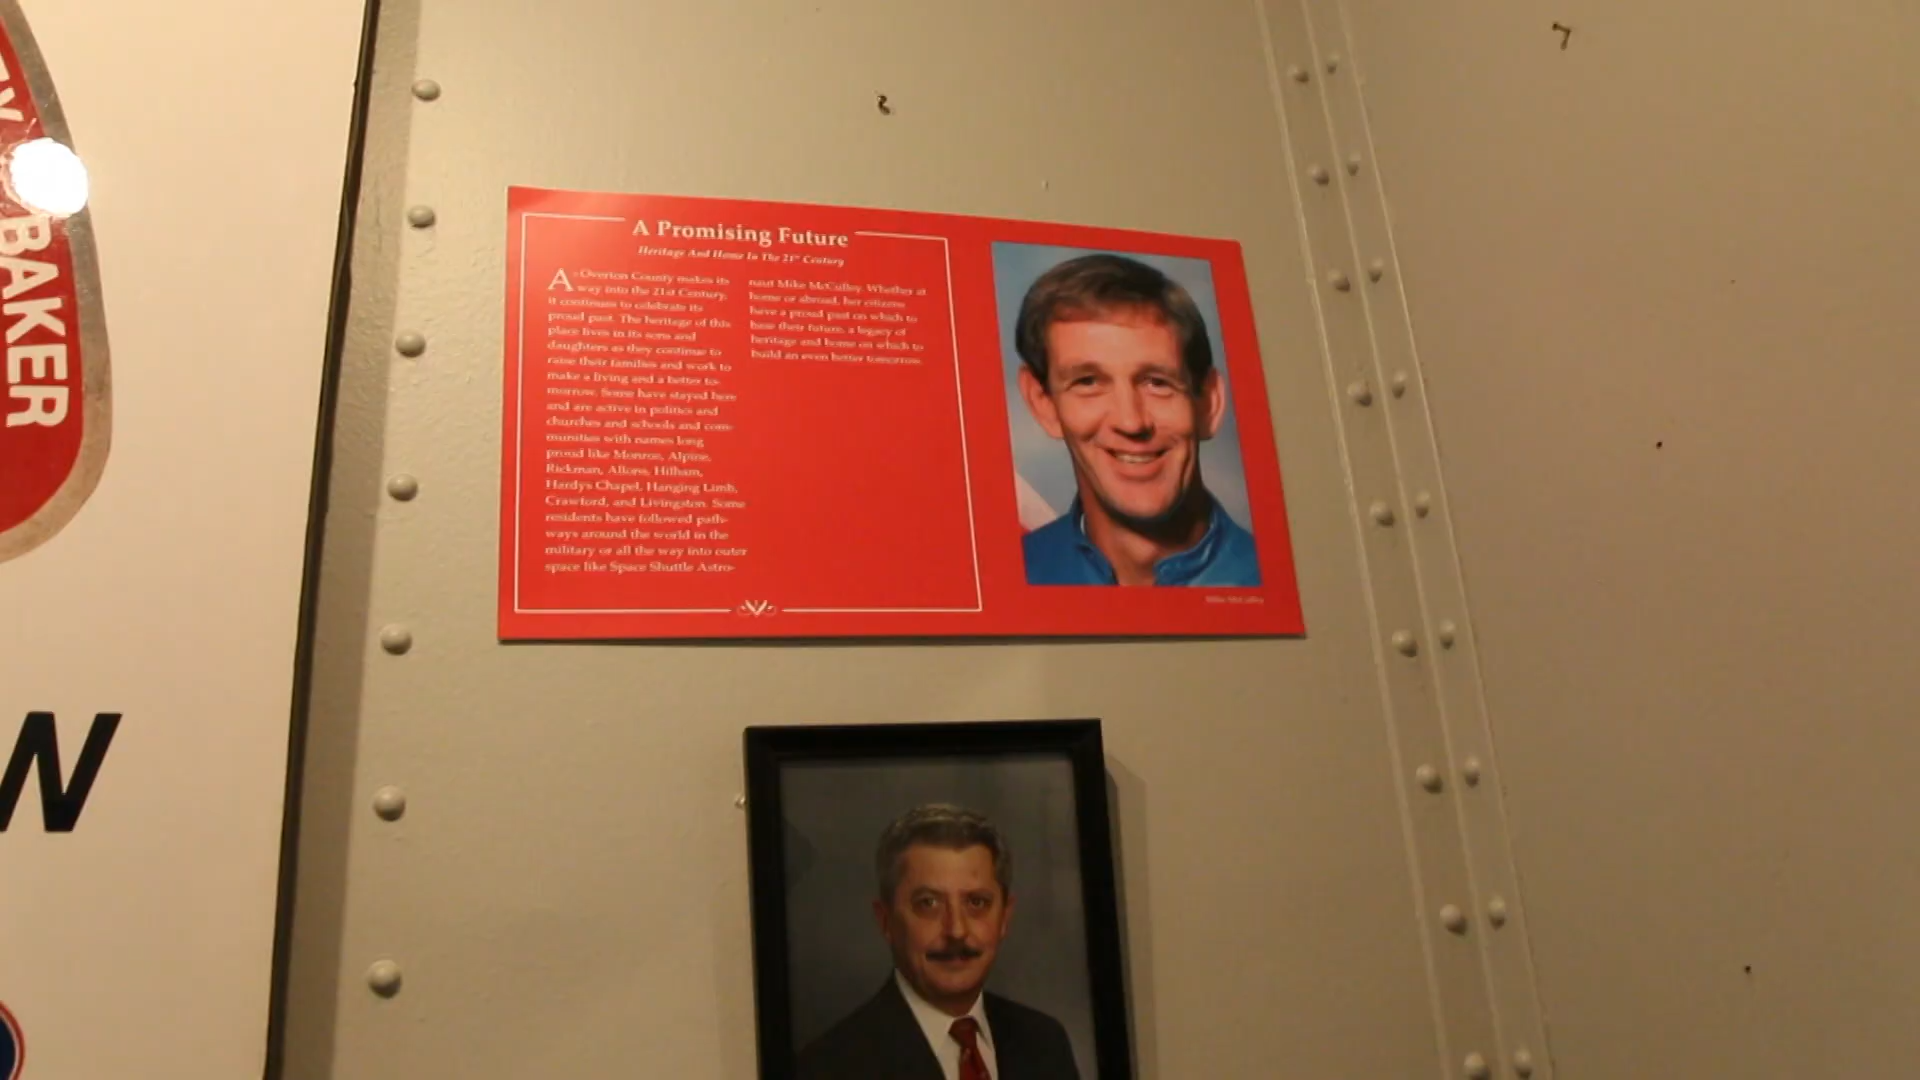 Y
BAKER
N
A Promising Future
Heritage And Home In The 21st Century
As Overton County makes its
way into the 21st Century,
it continues to celebrate its
proud past. The heritage of this
place lives in its sons and
daughters as they continue to
raise their families and work to
make a living and a better to-
morrow. Some have stayed here
and are active in politics and
churches and schools and com-
munities with names long
proud like Monroe, Alpine,
Rickman, Allons, Hilham,
Hardys Chapel, Hanging Limb,
Crawford, and Livingston. Some
residents have followed path-
ways around the world in the
military or all the way into outer
space like Space Shuttle Astro-
naut Mike McCulley. Whether at
home or abroad, her citizens
have a proud past on which to
base their future, a legacy of
heritage and home on which to
build an even better tomorrow.
Mike McCulley